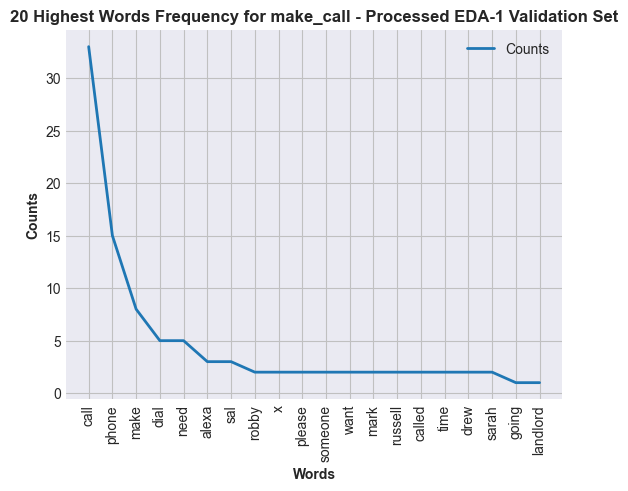 20 Highest Words Frequency for make_call - Processed EDA-1 Validation Set
Counts
30
25
20
15
10
5
0
Counts
call
phone
make
dial
need
alexa
sal
robby
x
please
someone
want
mark
russell
called
time
drew
sarah
going
landlord
Words